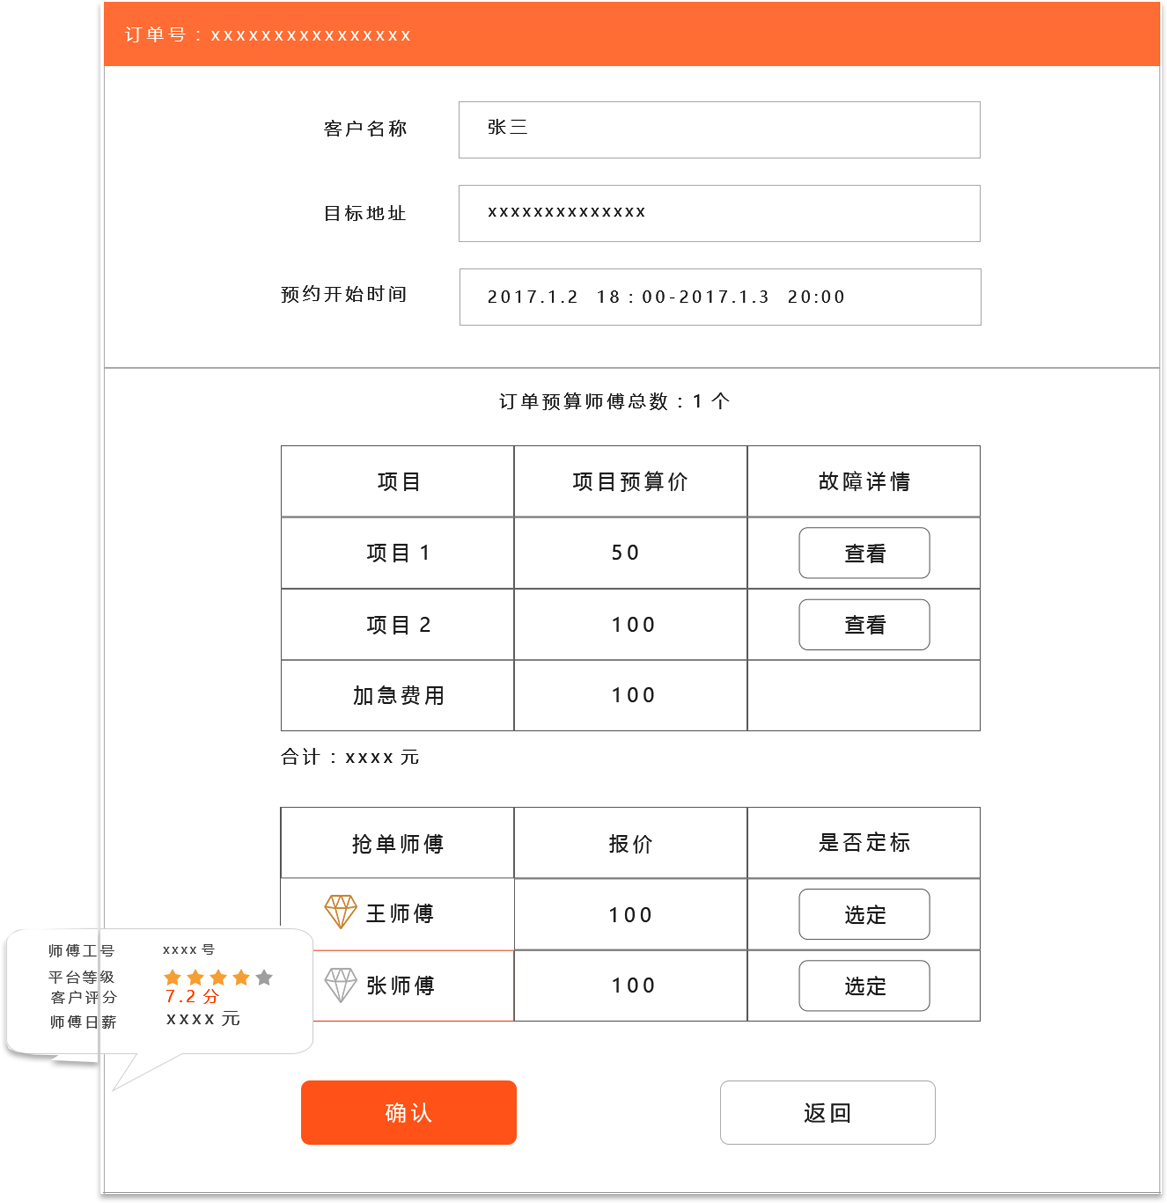 订单号：xxxxxxxxxxxxxxxx
客户名称 张三
目标地址 xxxxxxxxxxxxxx
预约开始时间 2017.1.2 18：00-2017.1.3 20:00
订单预算师傅总数：1 个
项目 项目预算价 故障详情
项目 1 50 查看
项目 2 100 查看
加急费用 100
合计：xxxx 元
抢单师傅 报价 是否定标
王师傅 100 选定
张师傅 100 选定
师傅工号 xxxx 号
平台等级
客户评分 7.2 分
师傅日薪 xxxx 元
确认 返回